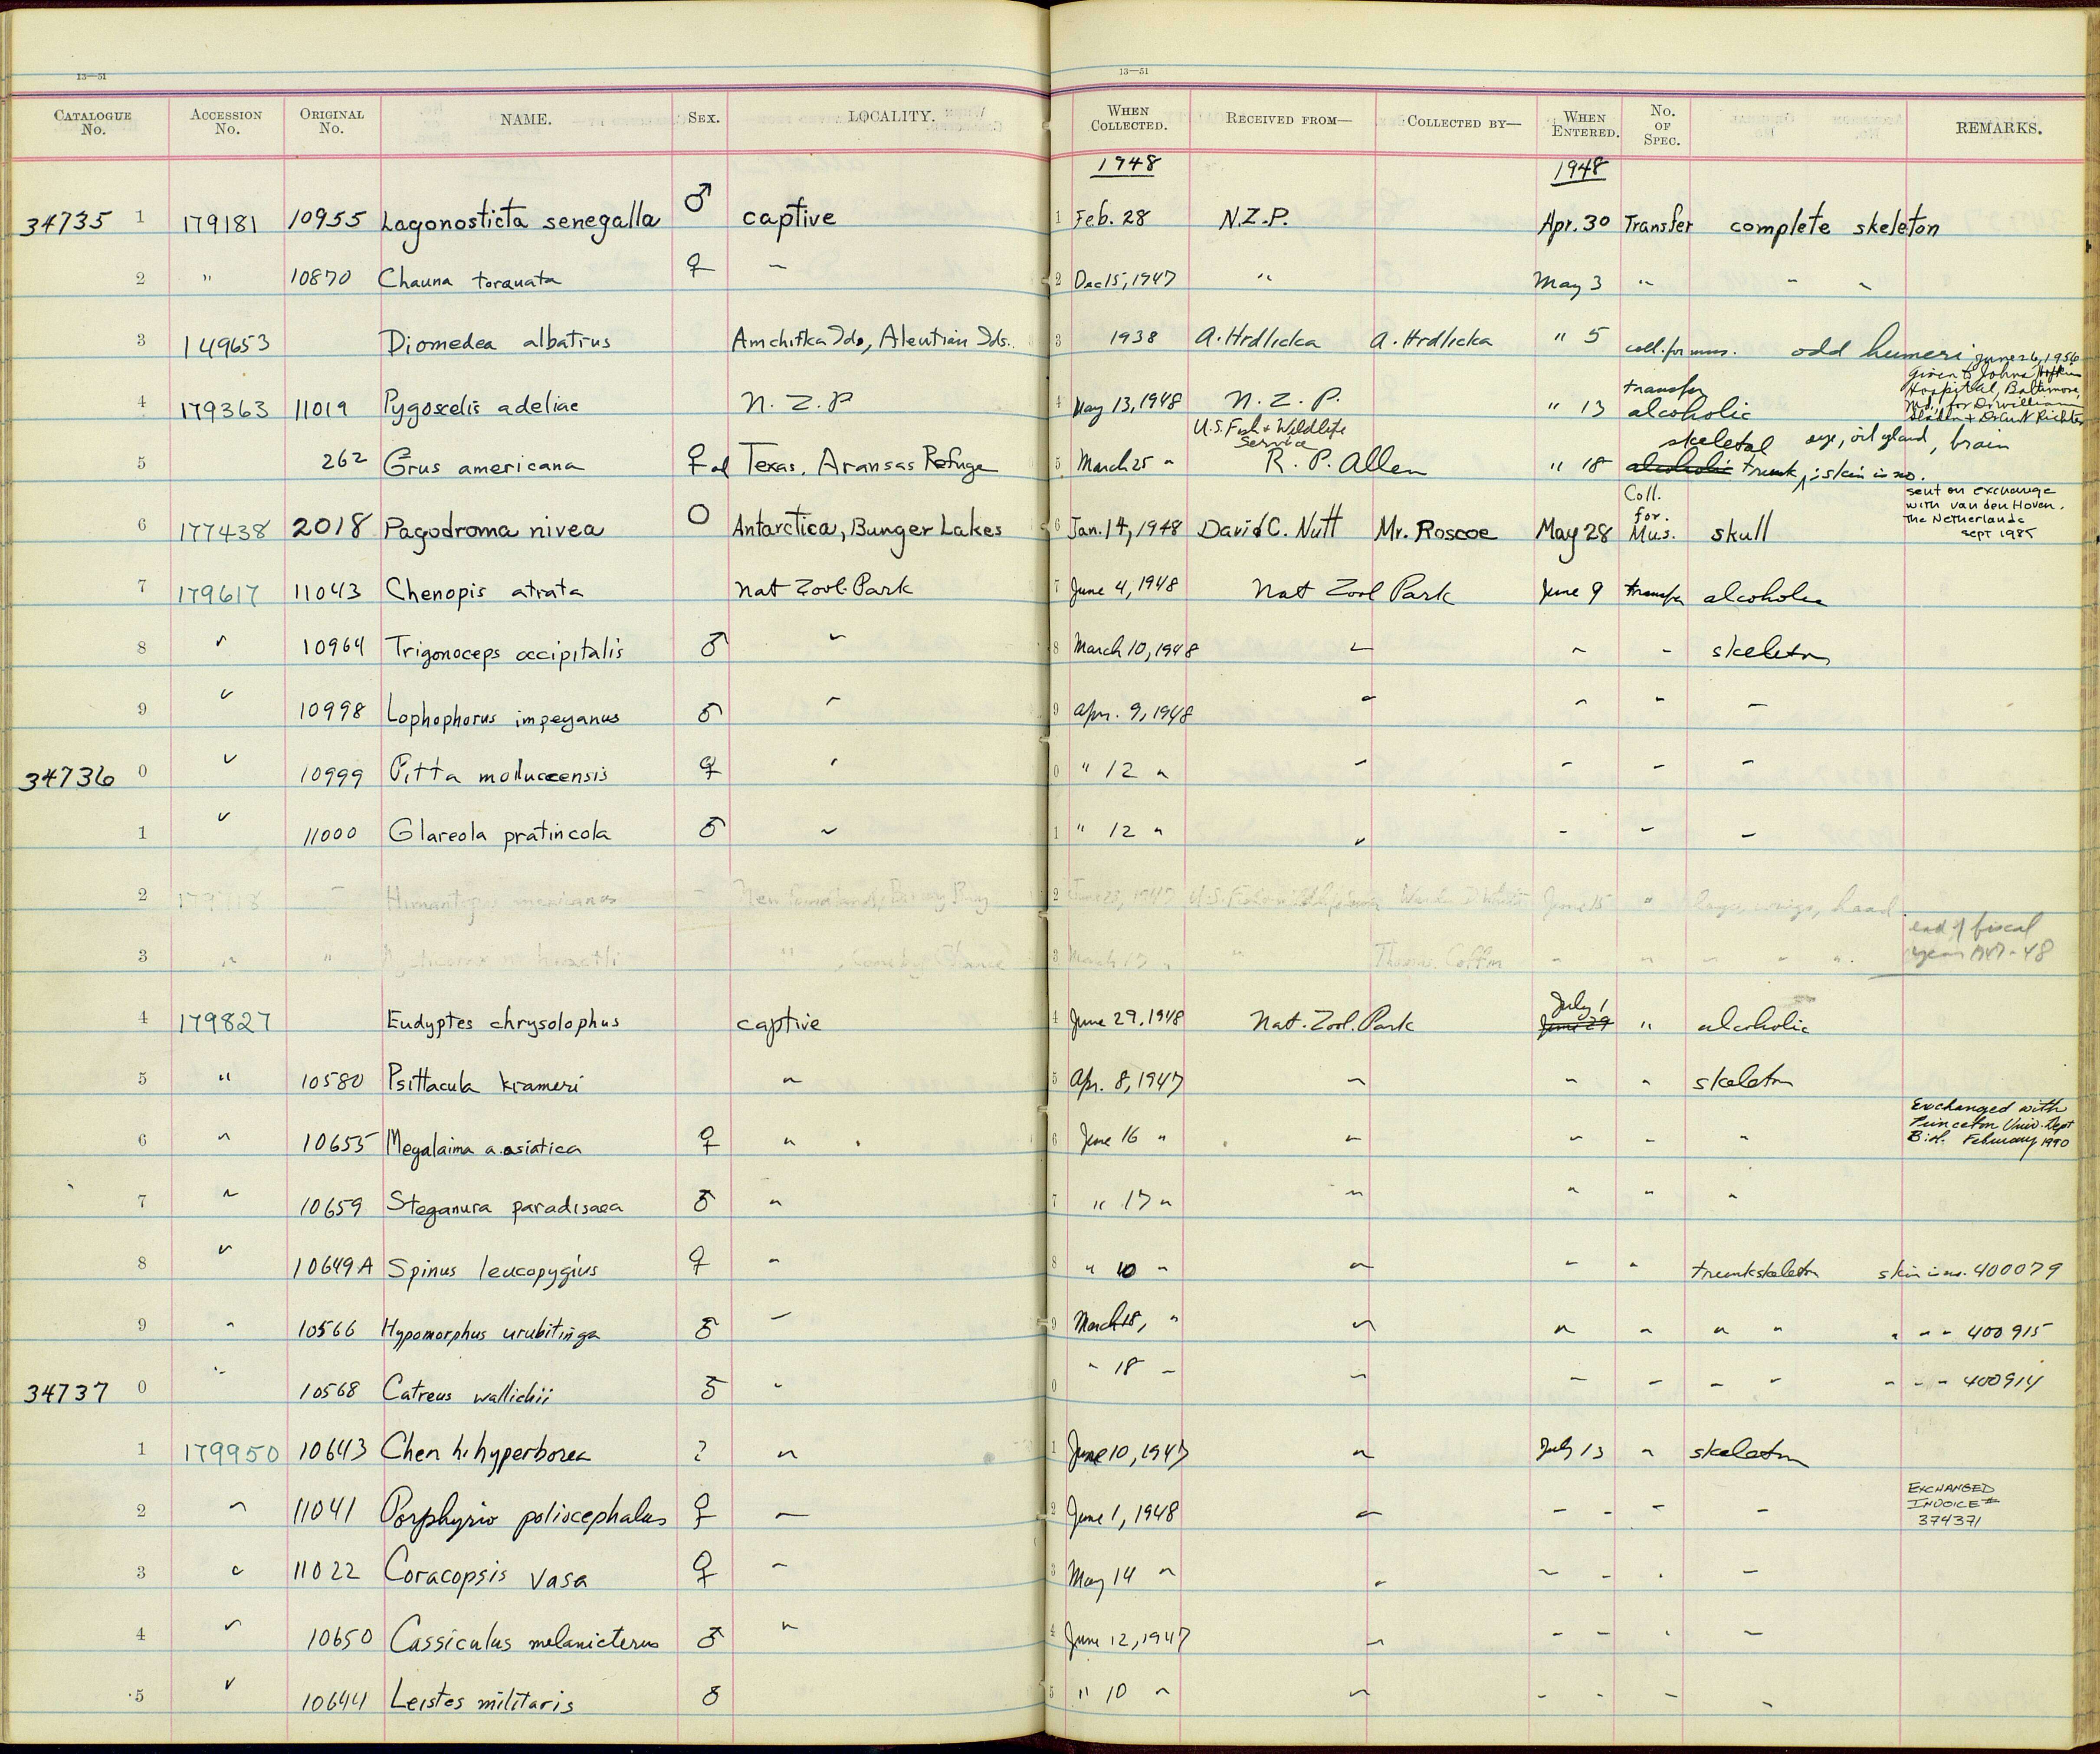 13—51
13—51
CATALOGUE No. ACCESSION No. ORIGINAL No. NAME. SEX. LOCALITY. WHEN COLLECTED. RECEIVED FROM— COLLECTED BY— WHEN ENTERED. No. OF SPEC. REMARKS.
1948 1948
34735 1 179181 10955 Lagonosticta senegalla ♂ captive 1 Feb. 28 N.Z.P. Apr. 30 Transfer complete skeleton
2 " 10870 Chauna torquata ♀ 〃 2 Dec 15, 1947 " May 3 " " "
3 149653 Diomedea albatrus Amchitka Ids, Aleutian Ids. 3 1938 A. Hrdlicka A. Hrdlicka " 5 coll. for mus. odd humeri
June 26, 1956
Given to Johns Hopkins
Hospital, Baltimore,
Md., for Dr. William
Sladen + Dr Curt Richter
4 179363 11019 Pygoscelis adeliae N. Z. P 4 May 13, 1948 N. Z. P. " 13 transfer alcoholic
5 262 Grus americana ♀ ad Texas, Aransas Refuge 5 March 25 " U.S. Fish & Wildlife Service R. P. Allen " 18 skeletal alcoholic trunk, eye, oil gland, brain ; skin is no.
6 177438 2018 Pagodroma nivea O Antarctica, Bunger Lakes 6 Jan. 14, 1948 David C. Nutt Mr. Roscoe May 28 Coll. for. Mus. skull
sent on exchange
with van den Hoven,
the Netherlands
sept 1985
7 179617 11043 Chenopis atrata Nat Zool. Park 7 June 4, 1948 Nat Zool Park June 9 transfer alcoholic
8 " 10964 Trigonoceps occipitalis ♂ " 8 March 10, 1948 " " " skeleton
9 " 10998 Lophophorus impeyanus ♂ " 9 Apr. 9, 1948 " " " "
34736 0 " 10999 Pitta moluccensis ♀ " 0 " 12 " " " " "
1 " 11000 Glareola pratincola ♂ " 1 " 12 " " " " "
2 Himantopus mexicanus 2 June 15 " legs, wings, head
3 " " 3 March 13 " " Thomas Coffin " " " " "
end of fiscal
year 1947-48
4 179827 Eudyptes chrysolophus captive 4 June 29, 1948 Nat. Zool. Park July 1 June 29 " alcoholic
5 " 10580 Psittacula krameri " 5 Apr. 8, 1947 " " " skeleton
6 " 10655 Megalaima a. asiatica ♀ " 6 June 16 " " " " "
Exchanged with
Princeton Univ. Dept
Biol. February 1990
7 " 10659 Steganura paradisaea ♂ " 7 " 17 " " " " "
8 " 10649A Spinus leucopygius ♀ " 8 " 10 " " " " trunk skeleton skin is no. 400079
9 " 10566 Hypomorphus urubitinga ♂ " 9 March 18, " " " " " " " " " 400915
34737 0 " 10568 Catreus wallichii ♂ " 0 " 18 " " " " " " " " " 400914
1 179950 10643 Chen h. hyperborea ? " 1 June 10, 1947 " July 13 " skeleton
2 " 11041 Porphyrio poliocephalus ♀ " 2 June 1, 1948 " " " " "
EXCHANGED
INVOICE #
374371
3 " 11022 Coracopsis vasa ♀ " 3 May 14 " " " " " "
4 " 10650 Cassiculus melanicterus ♂ " 4 June 12, 1947 " " " " "
5 " 10644 Leistes militaris ♂ 5 " 10 " " " " " "